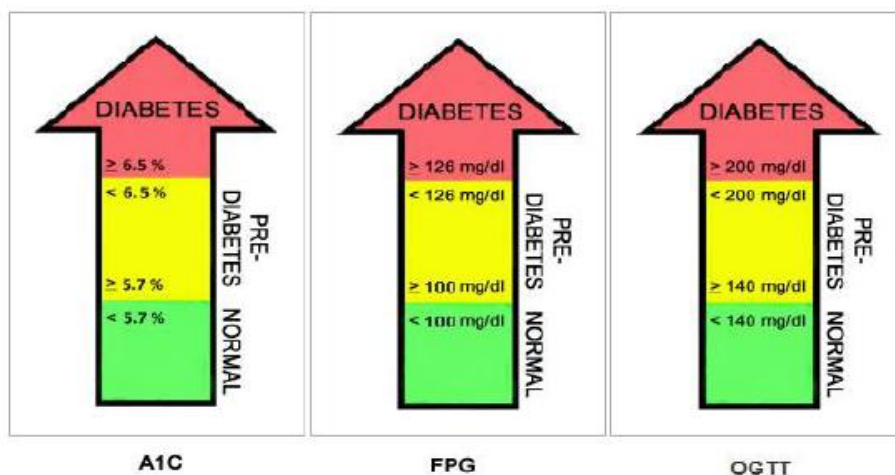 DIABETES
≥ 6.5 %
< 6.5 %
PRE-
DIABETES
≥ 5.7 %
< 5.7 %
NORMAL
A1C
DIABETES
≥ 126 mg/dl
< 126 mg/dl
PRE-
DIABETES
≥ 100 mg/dl
< 100 mg/dl
NORMAL
FPG
DIABETES
≥ 200 mg/dl
< 200 mg/dl
PRE-
DIABETES
≥ 140 mg/dl
< 140 mg/dl
NORMAL
OGTT